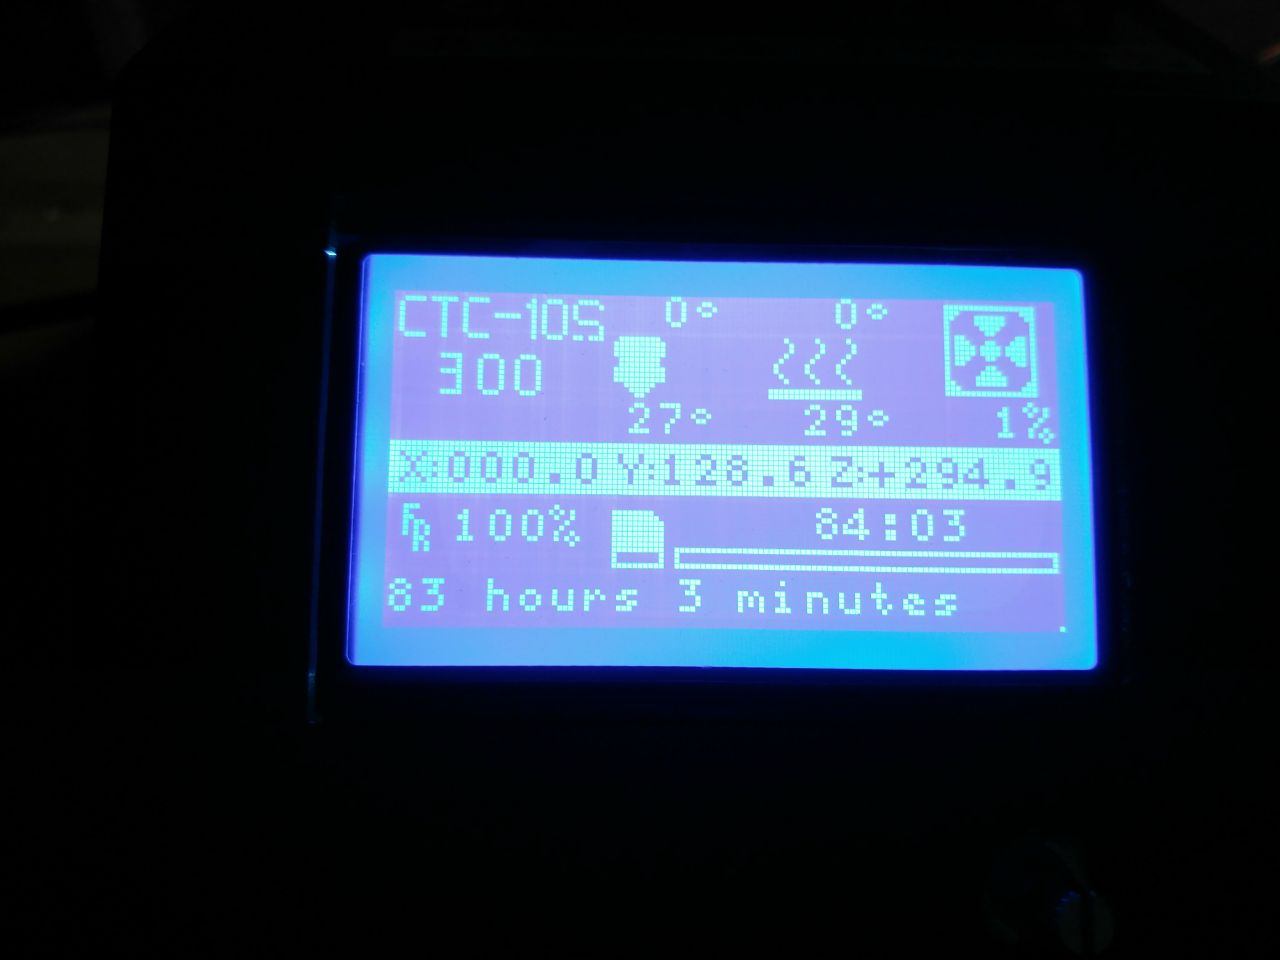 CTC-10S 0° 0°
300
27° 29° 1%
X:000.0 Y:128.6 Z:+294.9
FR 100% 84:03
83 hours 3 minutes